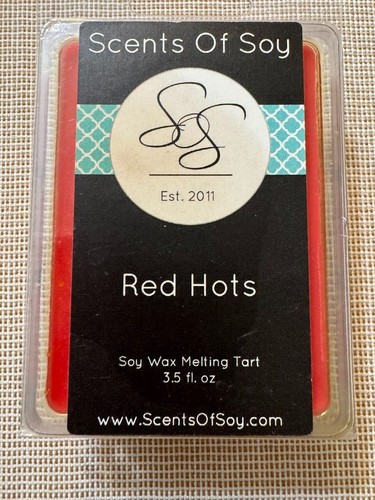 Scents Of Soy
SOS
Est. 2011
Red Hots
Soy Wax Melting Tart
3.5 fl. oz
www.ScentsOfSoy.com